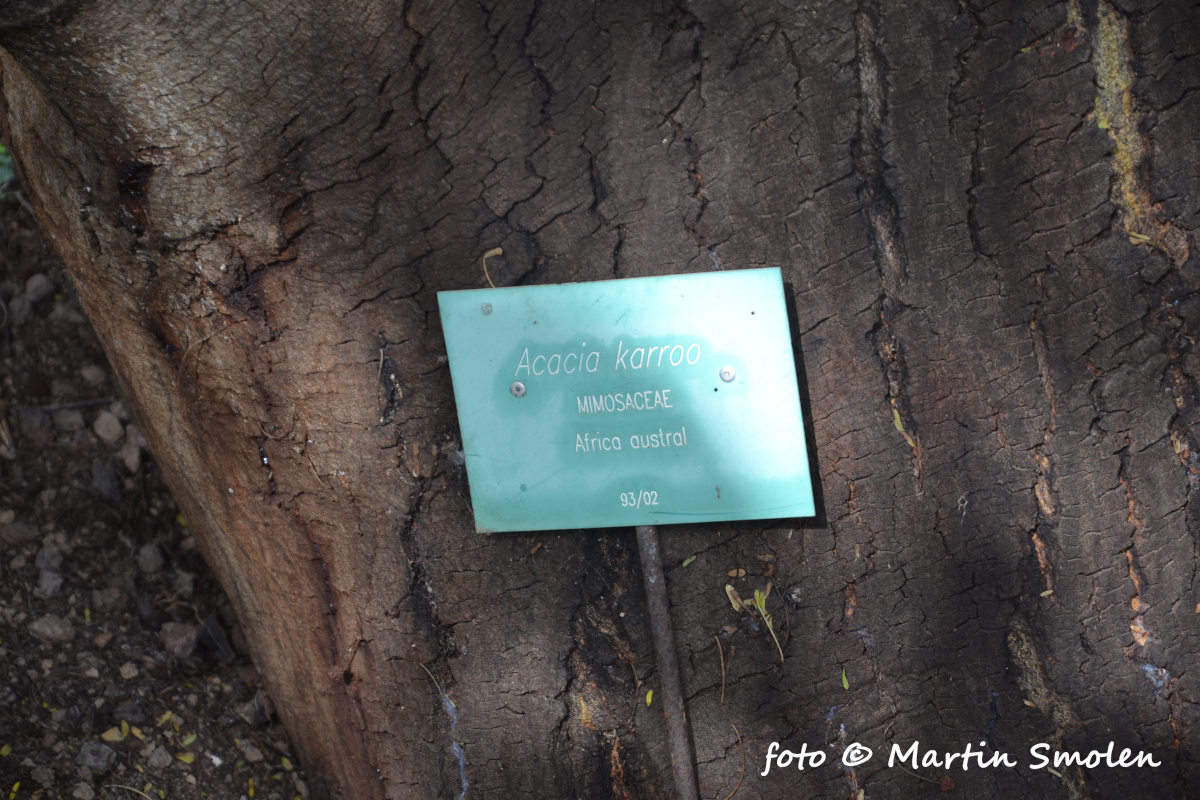 Acacia karroo
MIMOSACEAE
Africa austral
93/02
foto © Martin Smolen